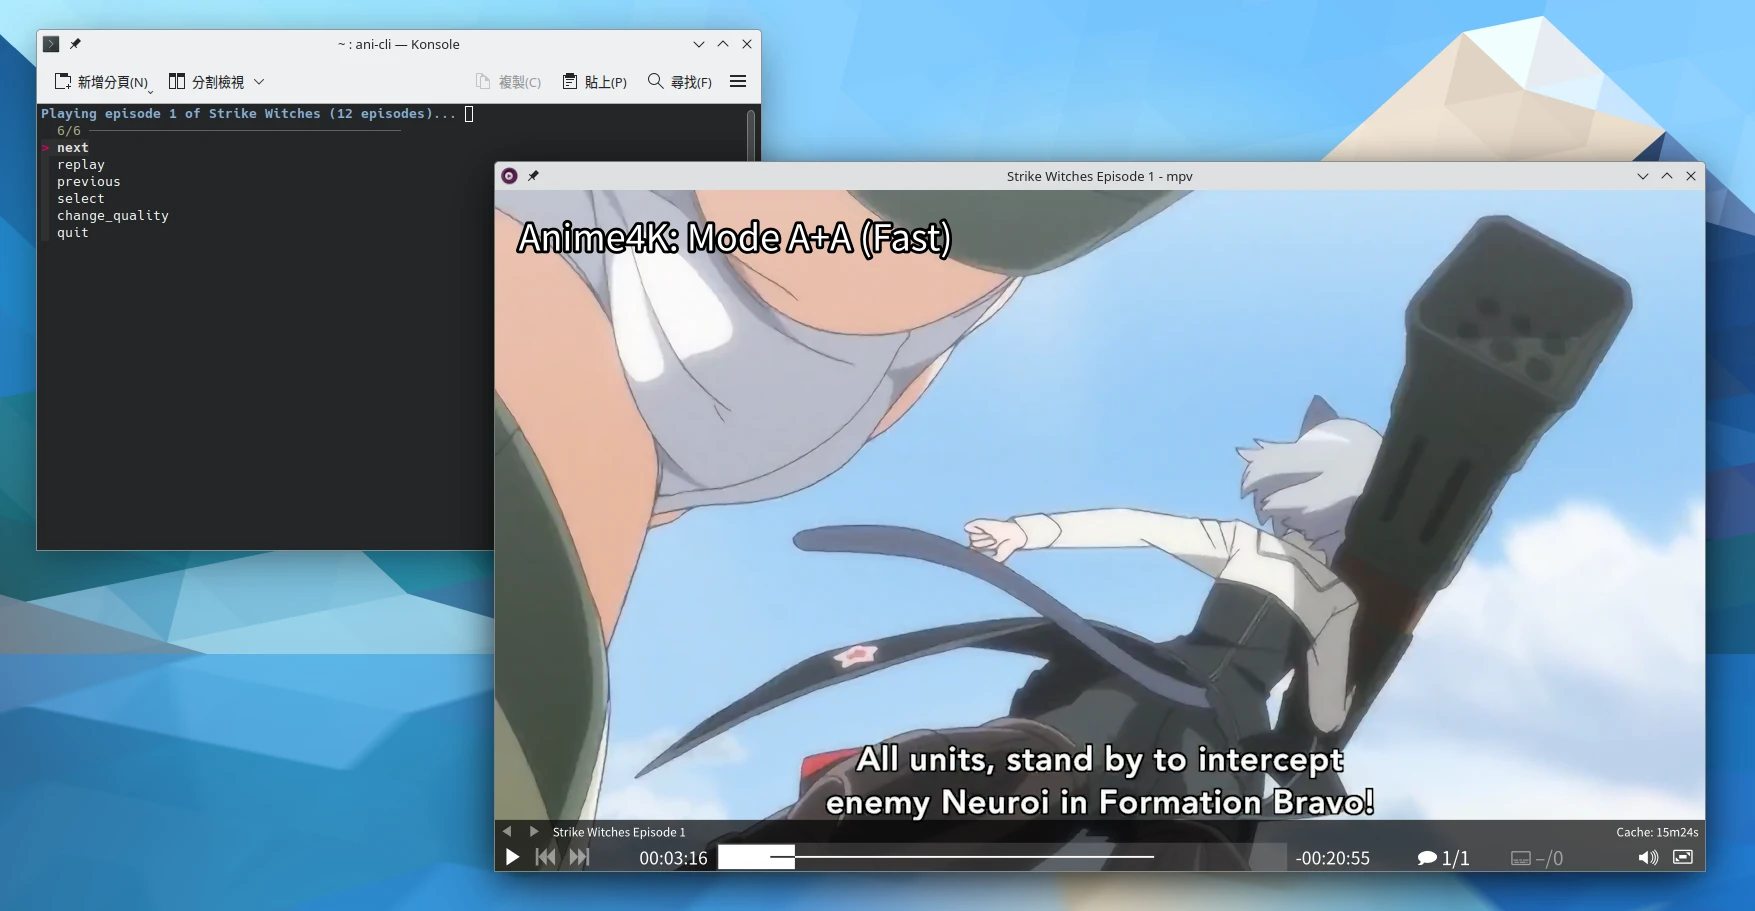 ~ : ani-cli — Konsole
新增分頁(N) 分割檢視 複製(C) 貼上(P) 尋找(F)
Playing episode 1 of Strike Witches (12 episodes)...
6/6
> next
replay
previous
select
change_quality
quit
Strike Witches Episode 1 - mpv
Anime4K: Mode A+A (Fast)
All units, stand by to intercept
enemy Neuroi in Formation Bravo!
Strike Witches Episode 1 Cache: 15m24s
00:03:16 -00:20:55 1/1 –/0